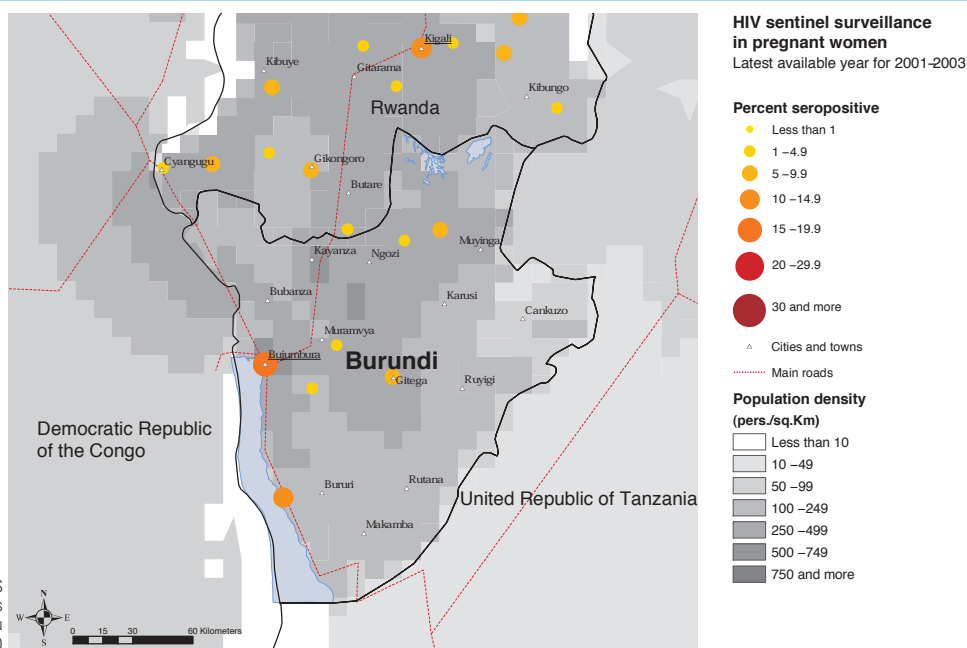 HIV sentinel surveillance
in pregnant women
Latest available year for 2001-2003
Percent seropositive
Less than 1
1 –4.9
5 –9.9
10 –14.9
15 –19.9
20 –29.9
30 and more
Cities and towns
Main roads
Population density
(pers./sq.Km)
Less than 10
10 –49
50 –99
100 –249
250 –499
500 –749
750 and more
Kigali
Kibuye
Gitarama
Kibungo
Rwanda
Cyangugu
Gikongoro
Butare
Muyinga
Kayanza
Ngozi
Bubanza
Karusi
Cankuzo
Muramvya
Bujumbura
Burundi
Gitega
Ruyigi
Democratic Republic
of the Congo
Bururi
Rutana
United Republic of Tanzania
Makamba
N
W
E
S
0 15 30 60 Kilometers